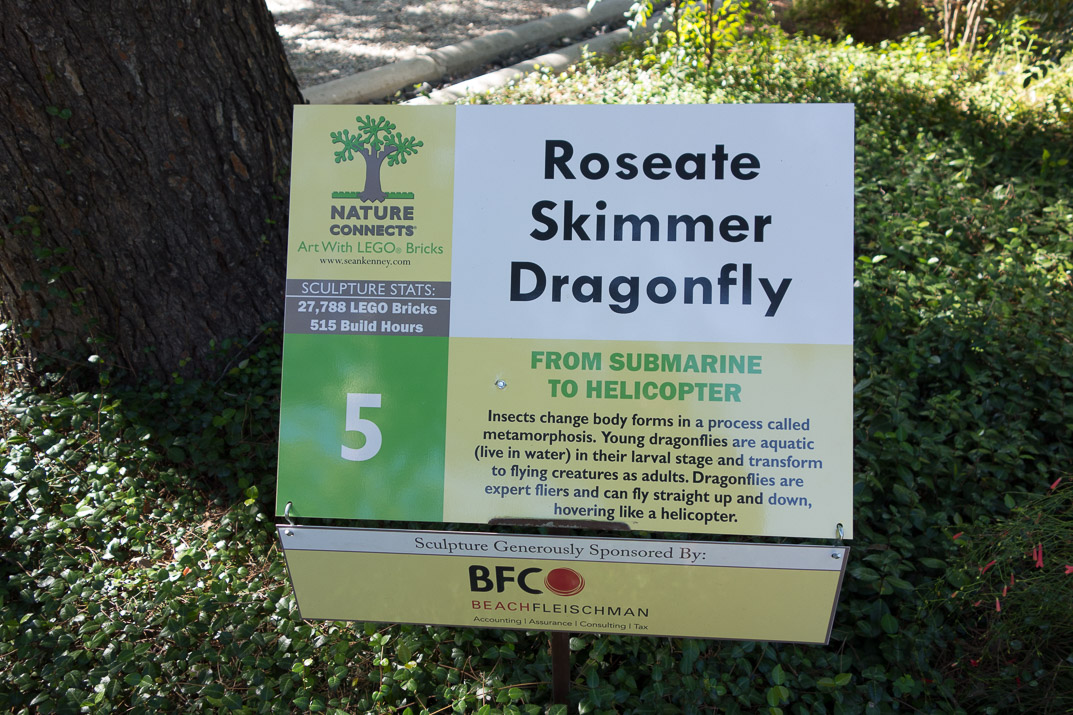 NATURE
CONNECTS®
Art With LEGO® Bricks
www.seankenney.com
SCULPTURE STATS:
27,788 LEGO Bricks
515 Build Hours
5
Roseate
Skimmer
Dragonfly
FROM SUBMARINE
TO HELICOPTER
Insects change body forms in a process called
metamorphosis. Young dragonflies are aquatic
(live in water) in their larval stage and transform
to flying creatures as adults. Dragonflies are
expert fliers and can fly straight up and down,
hovering like a helicopter.
Sculpture Generously Sponsored By:
BFC
BEACHFLEISCHMAN
Accounting | Assurance | Consulting | Tax